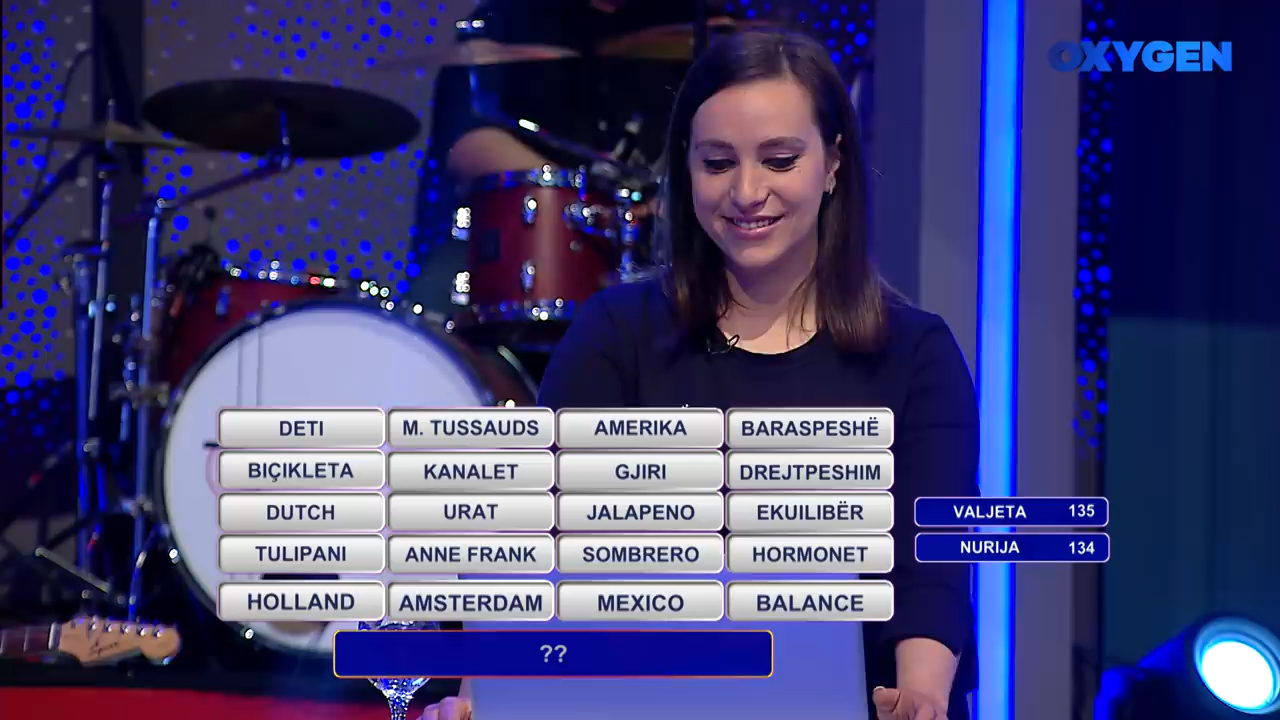 OXYGEN
DETI M. TUSSAUDS AMERIKA BARASPESHË
BIÇIKLETA KANALET GJIRI DREJTPESHIM
DUTCH URAT JALAPENO EKUILIBËR
VALJETA 135
TULIPANI ANNE FRANK SOMBRERO HORMONET
NURIJA 134
HOLLAND AMSTERDAM MEXICO BALANCE
??